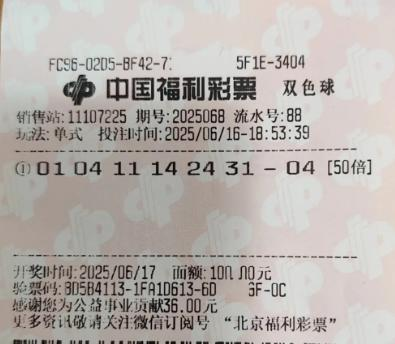 FC96-02D5-BF42-7
5F1E-3404
中国福利彩票 双色球
销售站:11107225 期号:2025068 流水号:88
玩法:单式 投注时间:2025/06/16-18:53:39
① 01 04 11 14 24 31 - 04 [50倍]
开奖时间:2025/06/17 面额:100.00元
验票码:BD5B4113-1FA1D613-6D 6F-0C
感谢您为公益事业贡献36.00元
更多资讯敬请关注微信订阅号 “北京福利彩票”